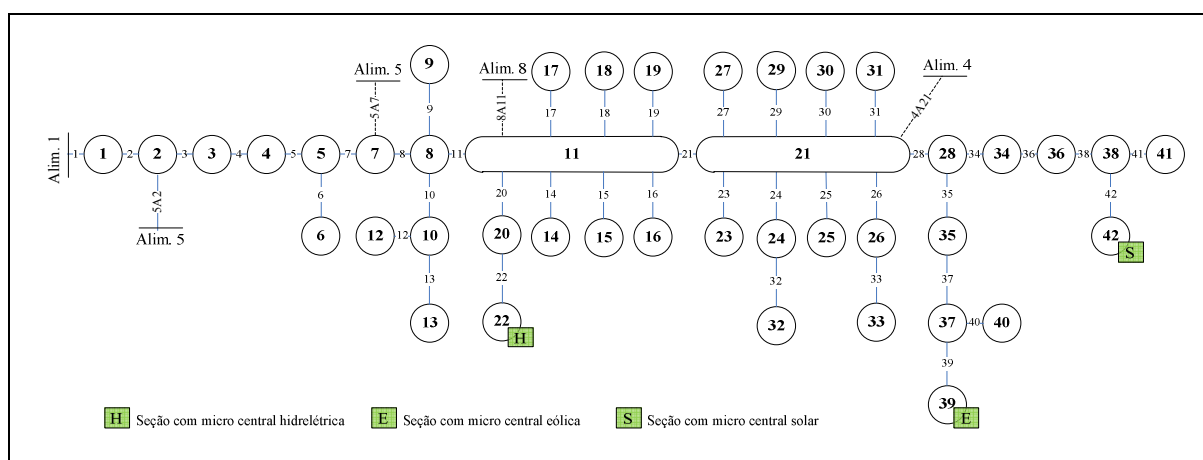 9 17 18 19 27 29 30 31
Alim. 5 Alim. 8 Alim. 4
5A7 9 8A11 17 18 19 27 29 30 31 4A21
Alim. 1 1 1 2 2 3 3 4 4 5 5 7 7 8 8 11 11 21 21 28 28 34 34 36 36 38 38 41 41
5A2 6 10 20 14 15 16 23 24 25 26 35 42
Alim. 5 6 12 12 10 20 14 15 16 23 24 25 26 35 42 S
13 22 32 33 37
13 22 H 32 33 37 40 40
39
39 E
H Seção com micro central hidrelétrica E Seção com micro central eólica S Seção com micro central solar